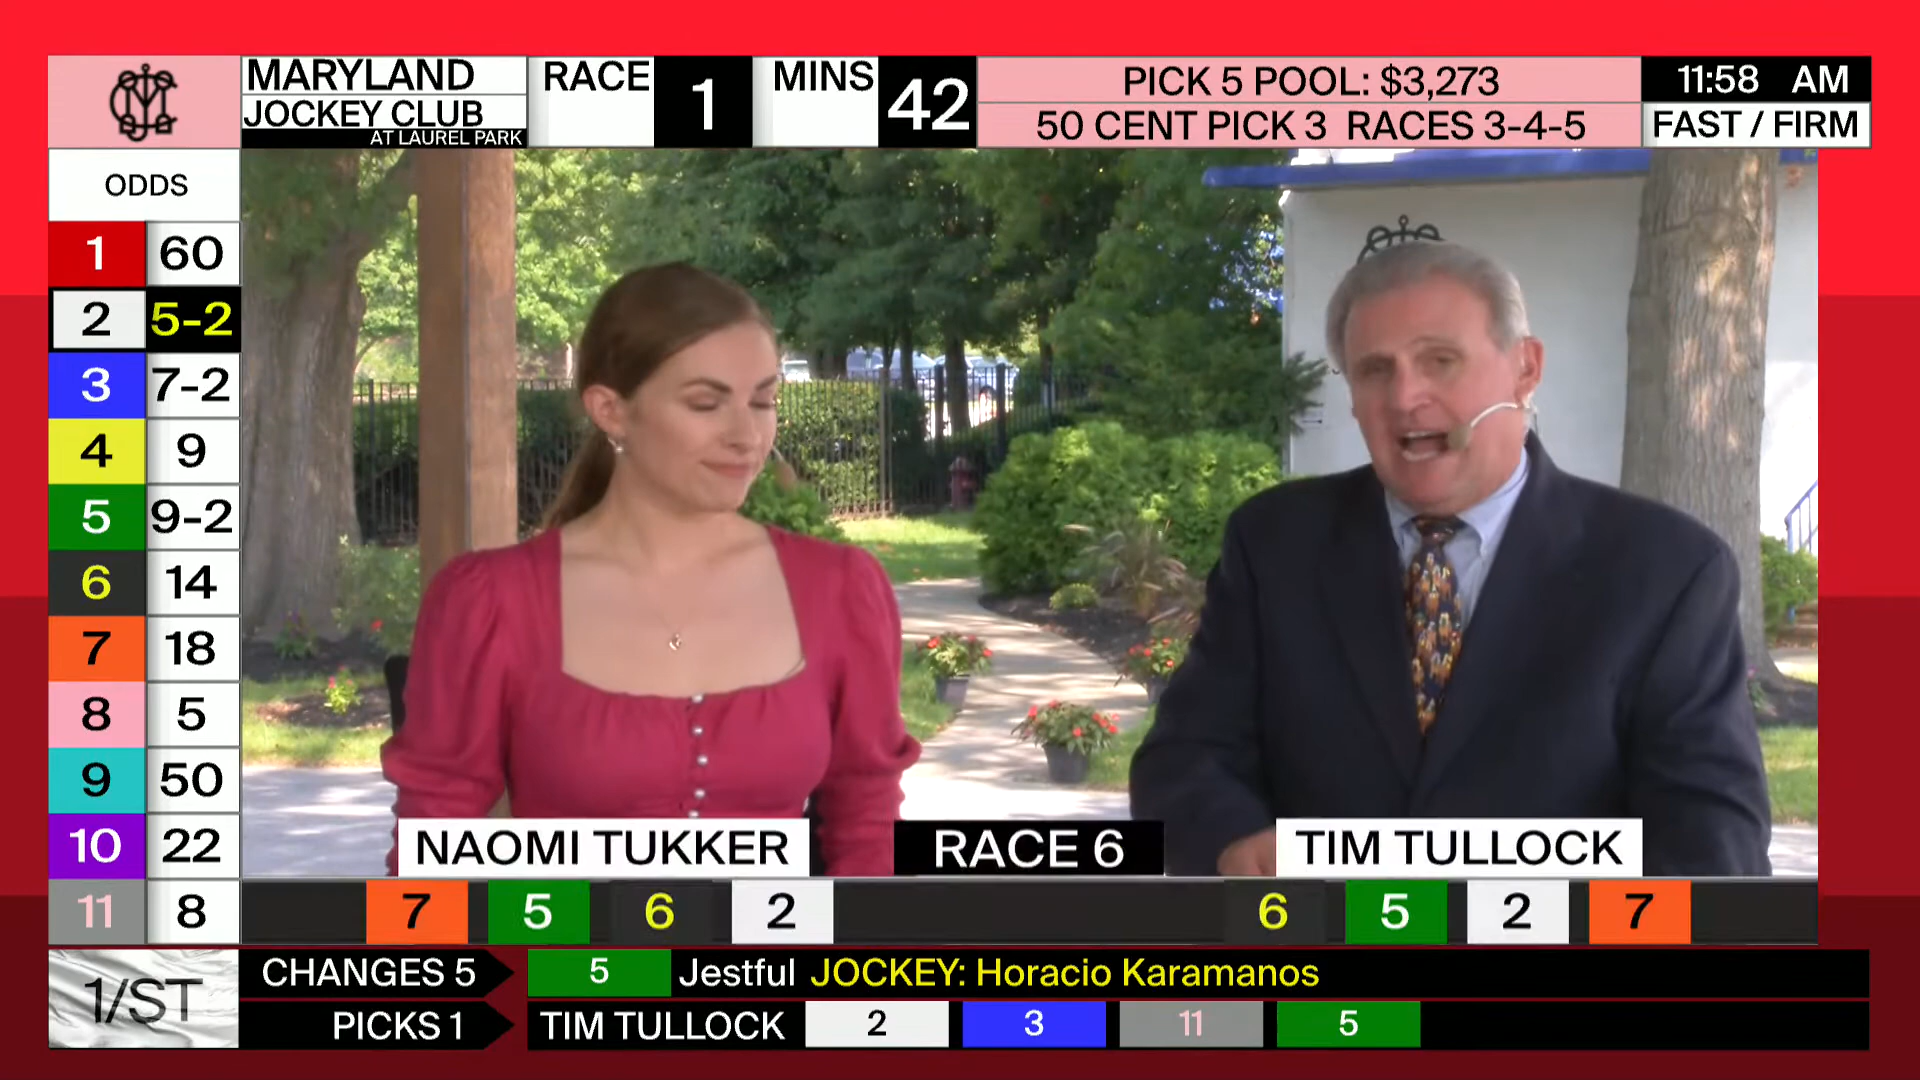 MARYLAND
JOCKEY CLUB
AT LAUREL PARK
RACE 1
MINS 42
PICK 5 POOL: $3,273
50 CENT PICK 3 RACES 3-4-5
11:58 AM
FAST / FIRM
ODDS
1 60
2 5-2
3 7-2
4 9
5 9-2
6 14
7 18
8 5
9 50
10 22
11 8
NAOMI TUKKER
RACE 6
TIM TULLOCK
7 5 6 2
6 5 2 7
1/ST
CHANGES 5
5 Jestful JOCKEY: Horacio Karamanos
PICKS 1
TIM TULLOCK 2 3 11 5